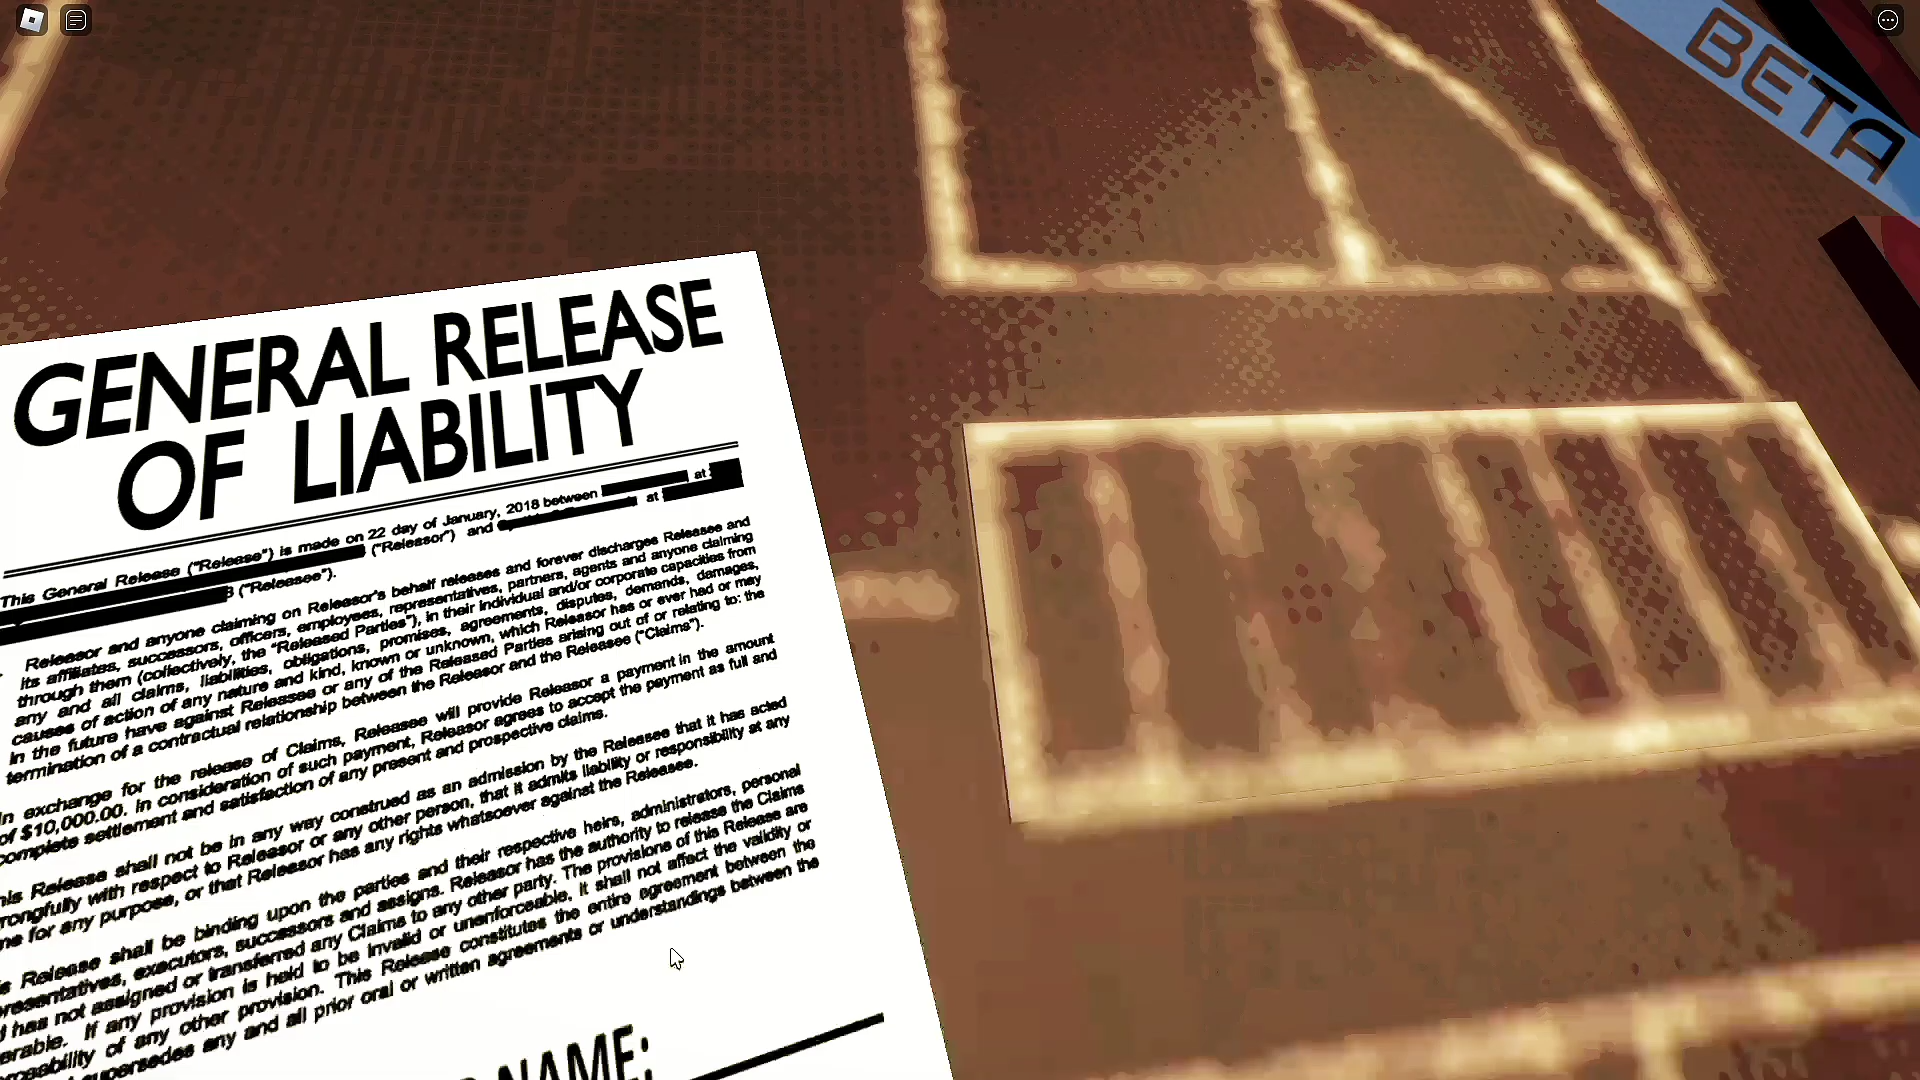 BETA
GENERAL RELEASE
OF LIABILITY
This General Release ("Release") is made on 22 day of January, 2018 between at
("Releasor") and at
("Releasee").
Releasor and anyone claiming on Releasor's behalf releases and forever discharges Releasee and
its affiliates, successors, officers, employees, representatives, partners, agents and anyone claiming
through them (collectively, the "Released Parties"), in their individual and/or corporate capacities from
any and all claims, liabilities, obligations, promises, agreements, disputes, demands, damages,
causes of action of any nature and kind, known or unknown, which Releasor has or ever had or may
in the future have against Releasee or any of the Released Parties arising out of or relating to: the
termination of a contractual relationship between the Releasor and the Releasee ("Claims").
In exchange for the release of Claims, Releasee will provide Releasor a payment in the amount
of $10,000.00. In consideration of such payment, Releasor agrees to accept the payment as full and
complete settlement and satisfaction of any present and prospective claims.
his Release shall not be in any way construed as an admission by the Releasee that it has acted
rongfully with respect to Releasor or any other person, that it admits liability or responsibility at any
me for any purpose, or that Releasor has any rights whatsoever against the Releasee.
s Release shall be binding upon the parties and their respective heirs, administrators, personal
resentatives, executors, successors and assigns. Releasor has the authority to release the Claims
has not assigned or transferred any Claims to any other party. The provisions of this Release are
erable. If any provision is held to be invalid or unenforceable, it shall not affect the validity or
rceability of any other provision. This Release constitutes the entire agreement between the
supersedes any and all prior oral or written agreements or understandings between the
NAME: